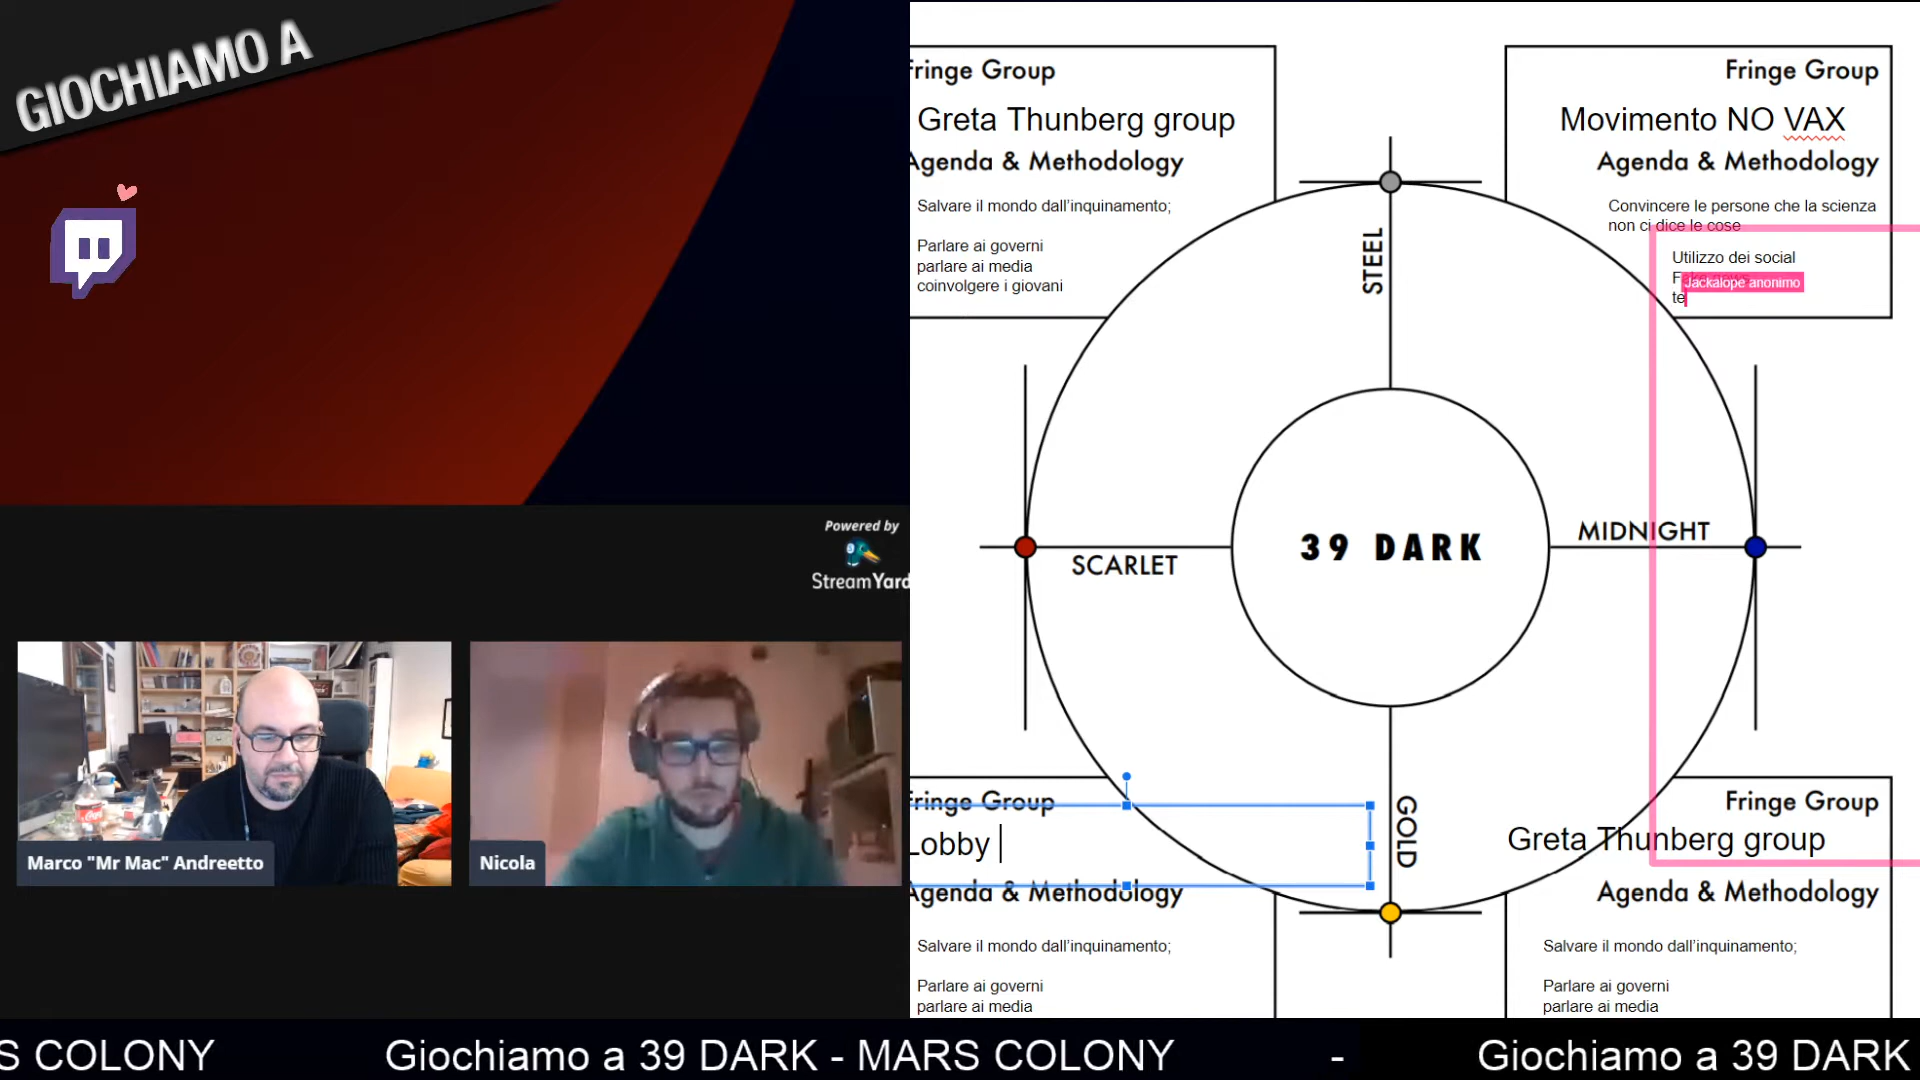 GIOCHIAMO A
Powered by
StreamYard
Marco "Mr Mac" Andreetto
Nicola
Fringe Group
Greta Thunberg group
Agenda & Methodology
Salvare il mondo dall'inquinamento;
Parlare ai governi
parlare ai media
coinvolgere i giovani
Fringe Group
Movimento NO VAX
Agenda & Methodology
Convincere le persone che la scienza
non ci dice le cose
Utilizzo dei social
Jackalope anonimo
te
STEEL
SCARLET
39 DARK
MIDNIGHT
GOLD
Fringe Group
Lobby
Agenda & Methodology
Salvare il mondo dall'inquinamento;
Parlare ai governi
parlare ai media
Fringe Group
Greta Thunberg group
Agenda & Methodology
Salvare il mondo dall'inquinamento;
Parlare ai governi
parlare ai media
S COLONY Giochiamo a 39 DARK - MARS COLONY - Giochiamo a 39 DARK